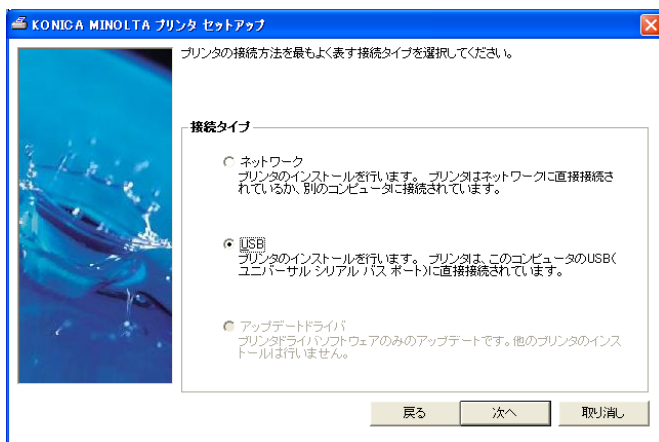 KONICA MINOLTA プリンタ セットアップ
プリンタの接続方法を最もよく表す接続タイプを選択してください。
接続タイプ
ネットワーク
プリンタのインストールを行います。 プリンタはネットワークに直接接続さ
れているか、別のコンピュータに接続されています。
USB
プリンタのインストールを行います。 プリンタは、このコンピュータのUSB(
ユニバーサル シリアル バス ポート)に直接接続されています。
アップデートドライバ
プリンタドライバソフトウェアのみのアップデートです。他のプリンタのインス
トールは行いません。
戻る 次へ 取り消し